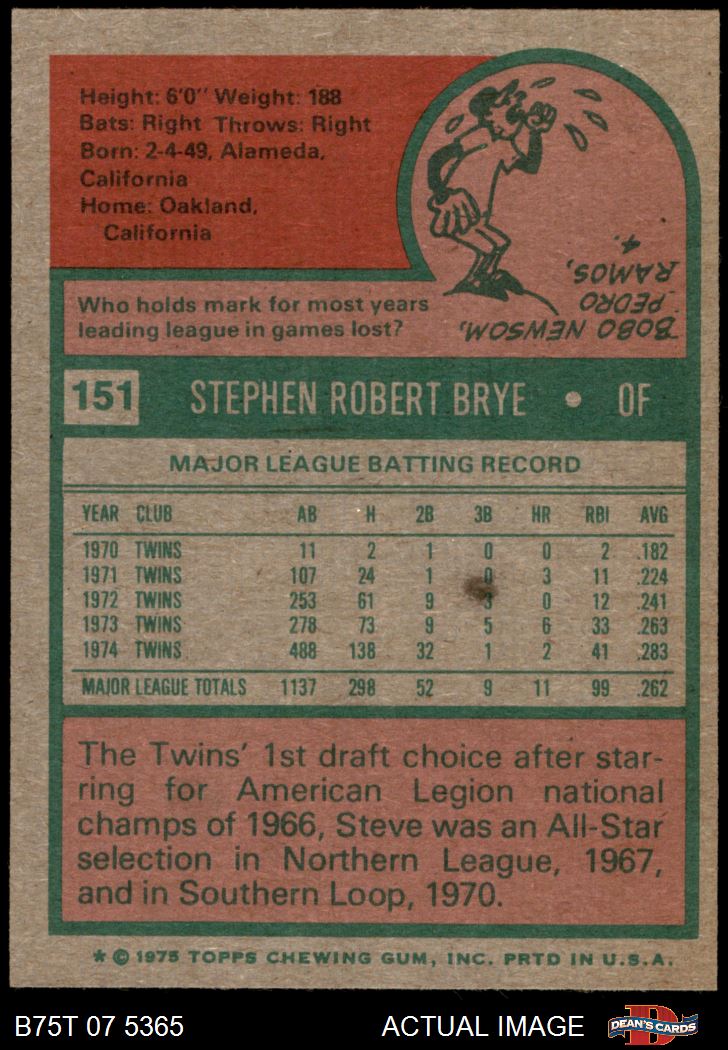 Height: 6'0" Weight: 188
Bats: Right Throws: Right
Born: 2-4-49, Alameda,
California
Home: Oakland,
California
Who holds mark for most years
leading league in games lost?
BOBO NEWSOM,
PEDRO
RAMOS,
4.
151 STEPHEN ROBERT BRYE • OF
MAJOR LEAGUE BATTING RECORD
YEAR CLUB AB H 2B 3B HR RBI AVG
1970 TWINS 11 2 1 0 0 2 .182
1971 TWINS 107 24 1 0 3 11 .224
1972 TWINS 253 61 9 3 0 12 .241
1973 TWINS 278 73 9 5 6 33 .263
1974 TWINS 488 138 32 1 2 41 .283
MAJOR LEAGUE TOTALS 1137 298 52 9 11 99 .262
The Twins' 1st draft choice after star-
ring for American Legion national
champs of 1966, Steve was an All-Star
selection in Northern League, 1967,
and in Southern Loop, 1970.
* © 1975 TOPPS CHEWING GUM, INC. PRTD IN U.S.A.
B75T 07 5365 ACTUAL IMAGE D DEAN'S CARDS